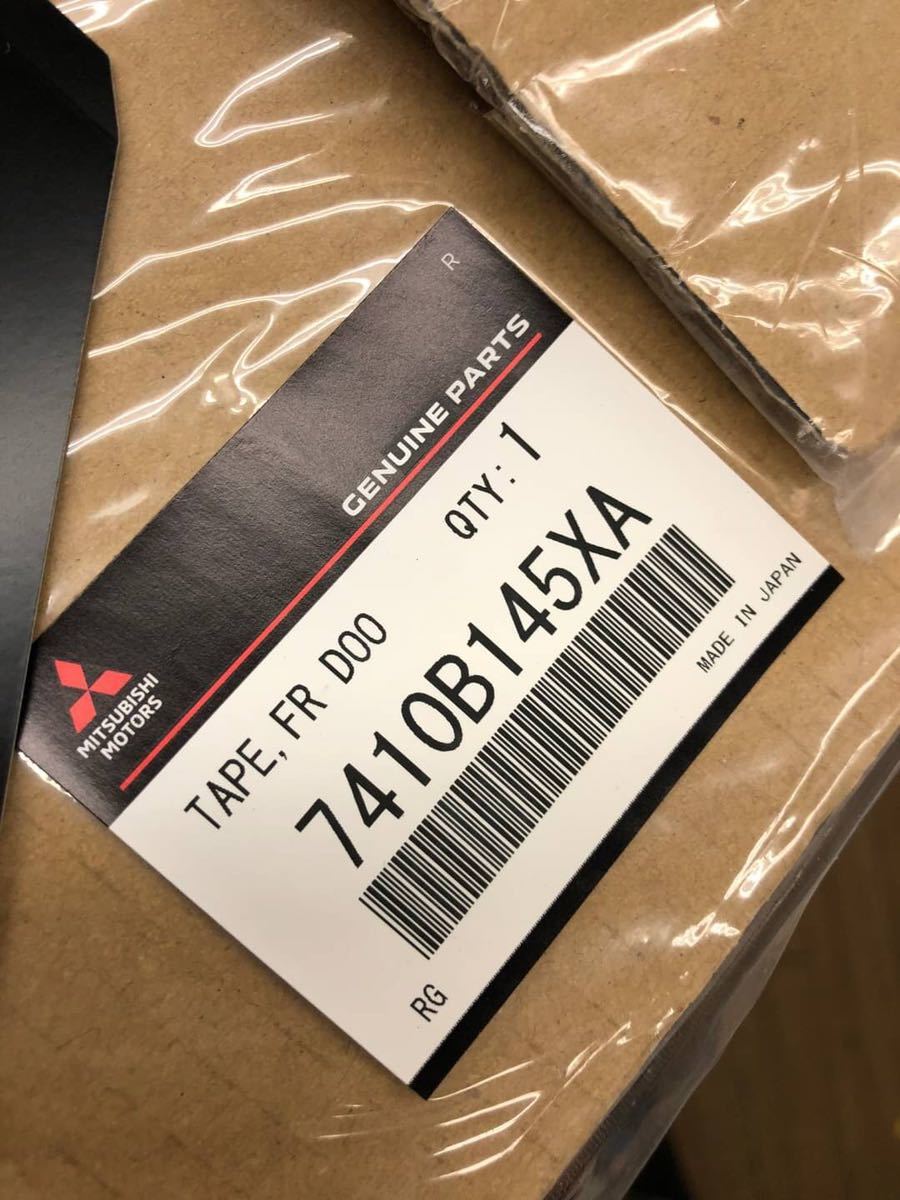 R
GENUINE PARTS
MITSUBISHI
MOTORS
TAPE, FR DOO
QTY: 1
7410B145XA
MADE IN JAPAN
RG